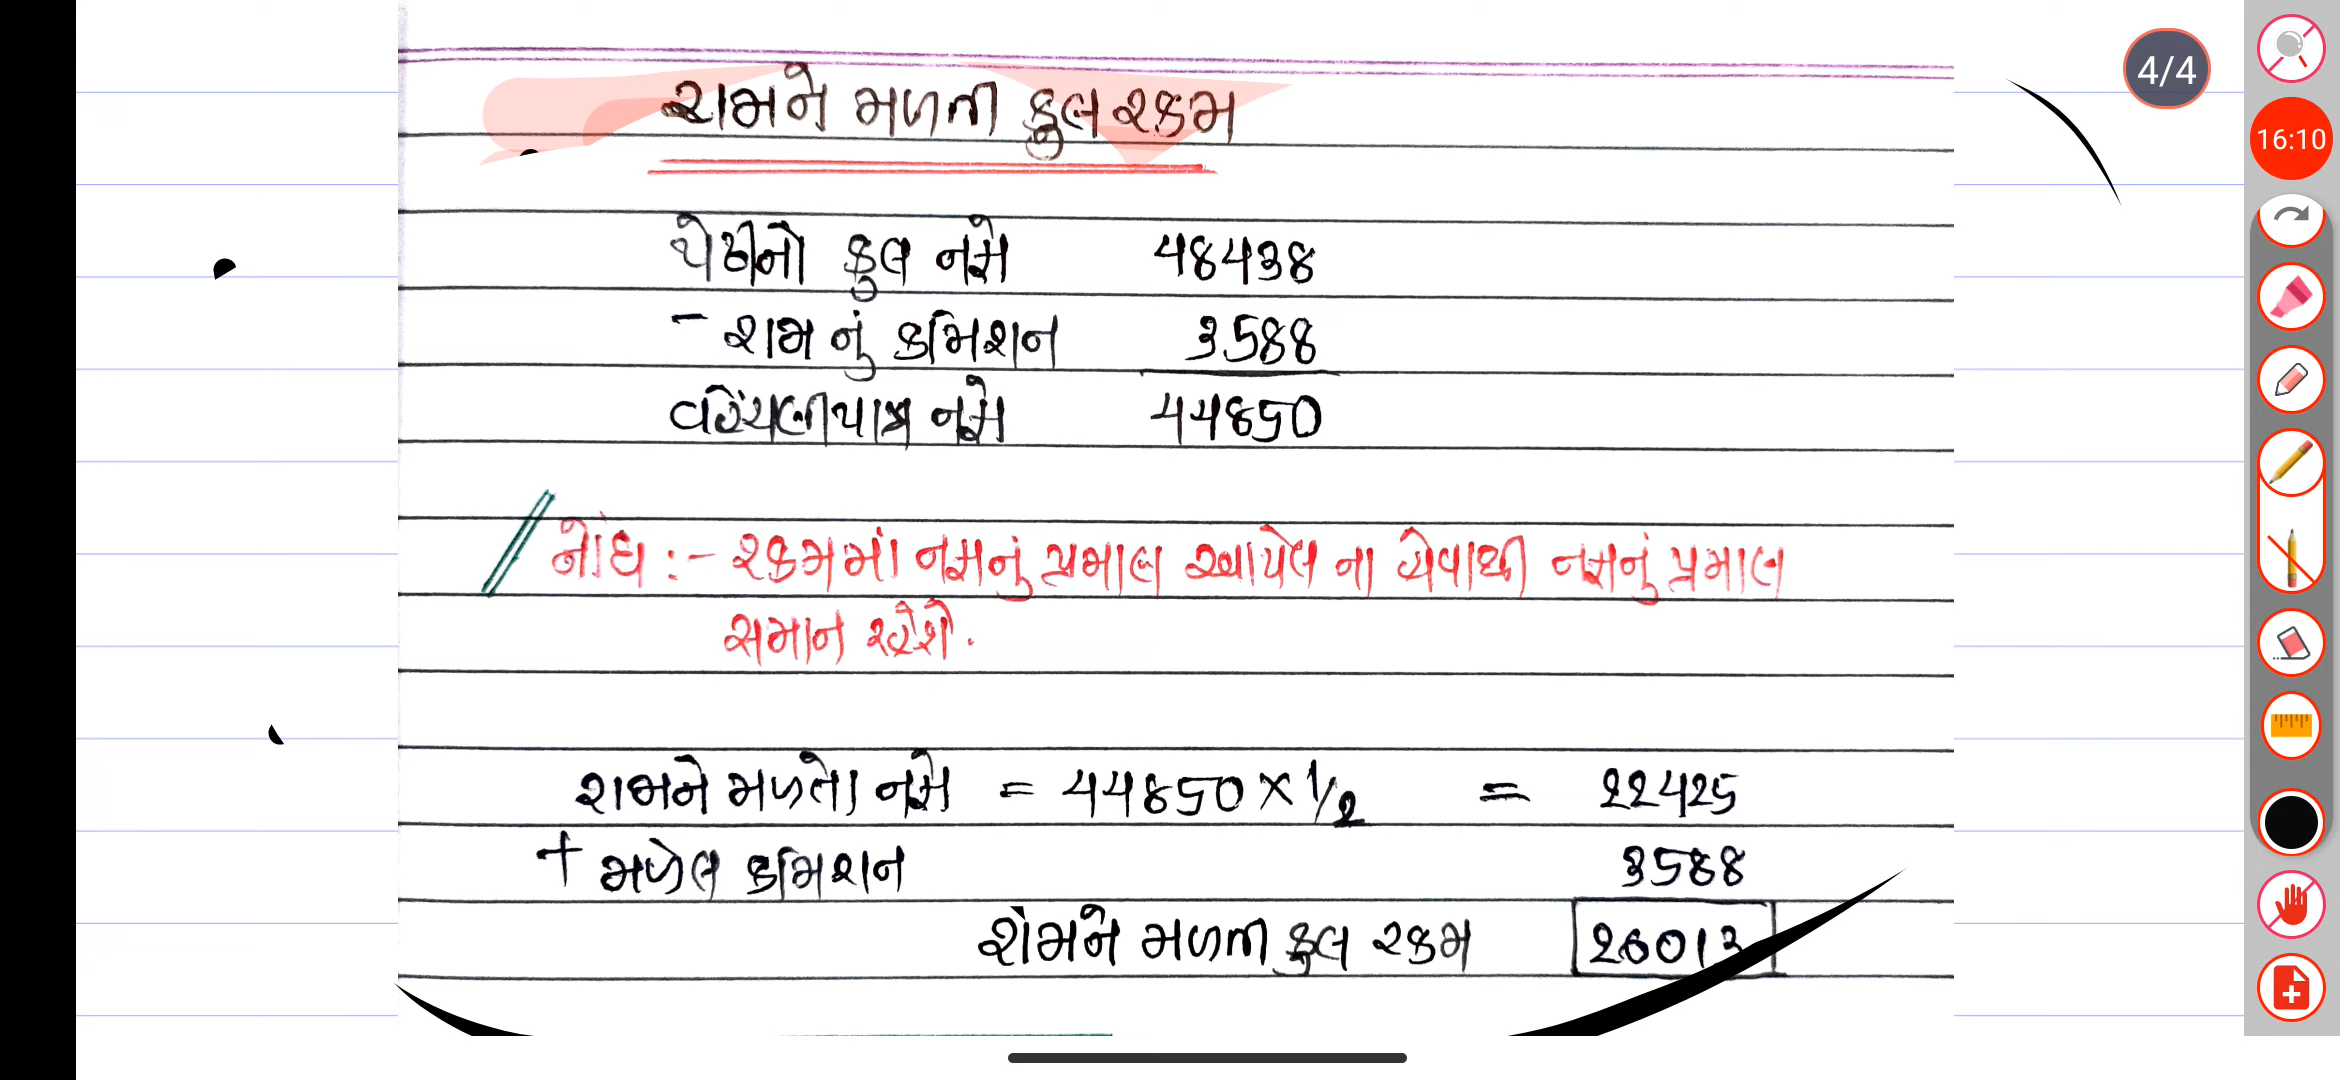 4/4
16:10
રામને મળતી કુલ રકમ
પેઢીનો કુલ નફો 48438
- રામ નું કમિશન 3588
વહેંચણીપાત્ર નફો 44850
નોંધ :- રકમમાં નફાનું પ્રમાણ આપેલ ના હોવાથી નફાનું પ્રમાણ
સમાન રહેશે.
રામને મળતો નફો = 44850 × 1/2 = 22425
+ મળેલ કમિશન 3588
રામને મળતી કુલ રકમ 26013